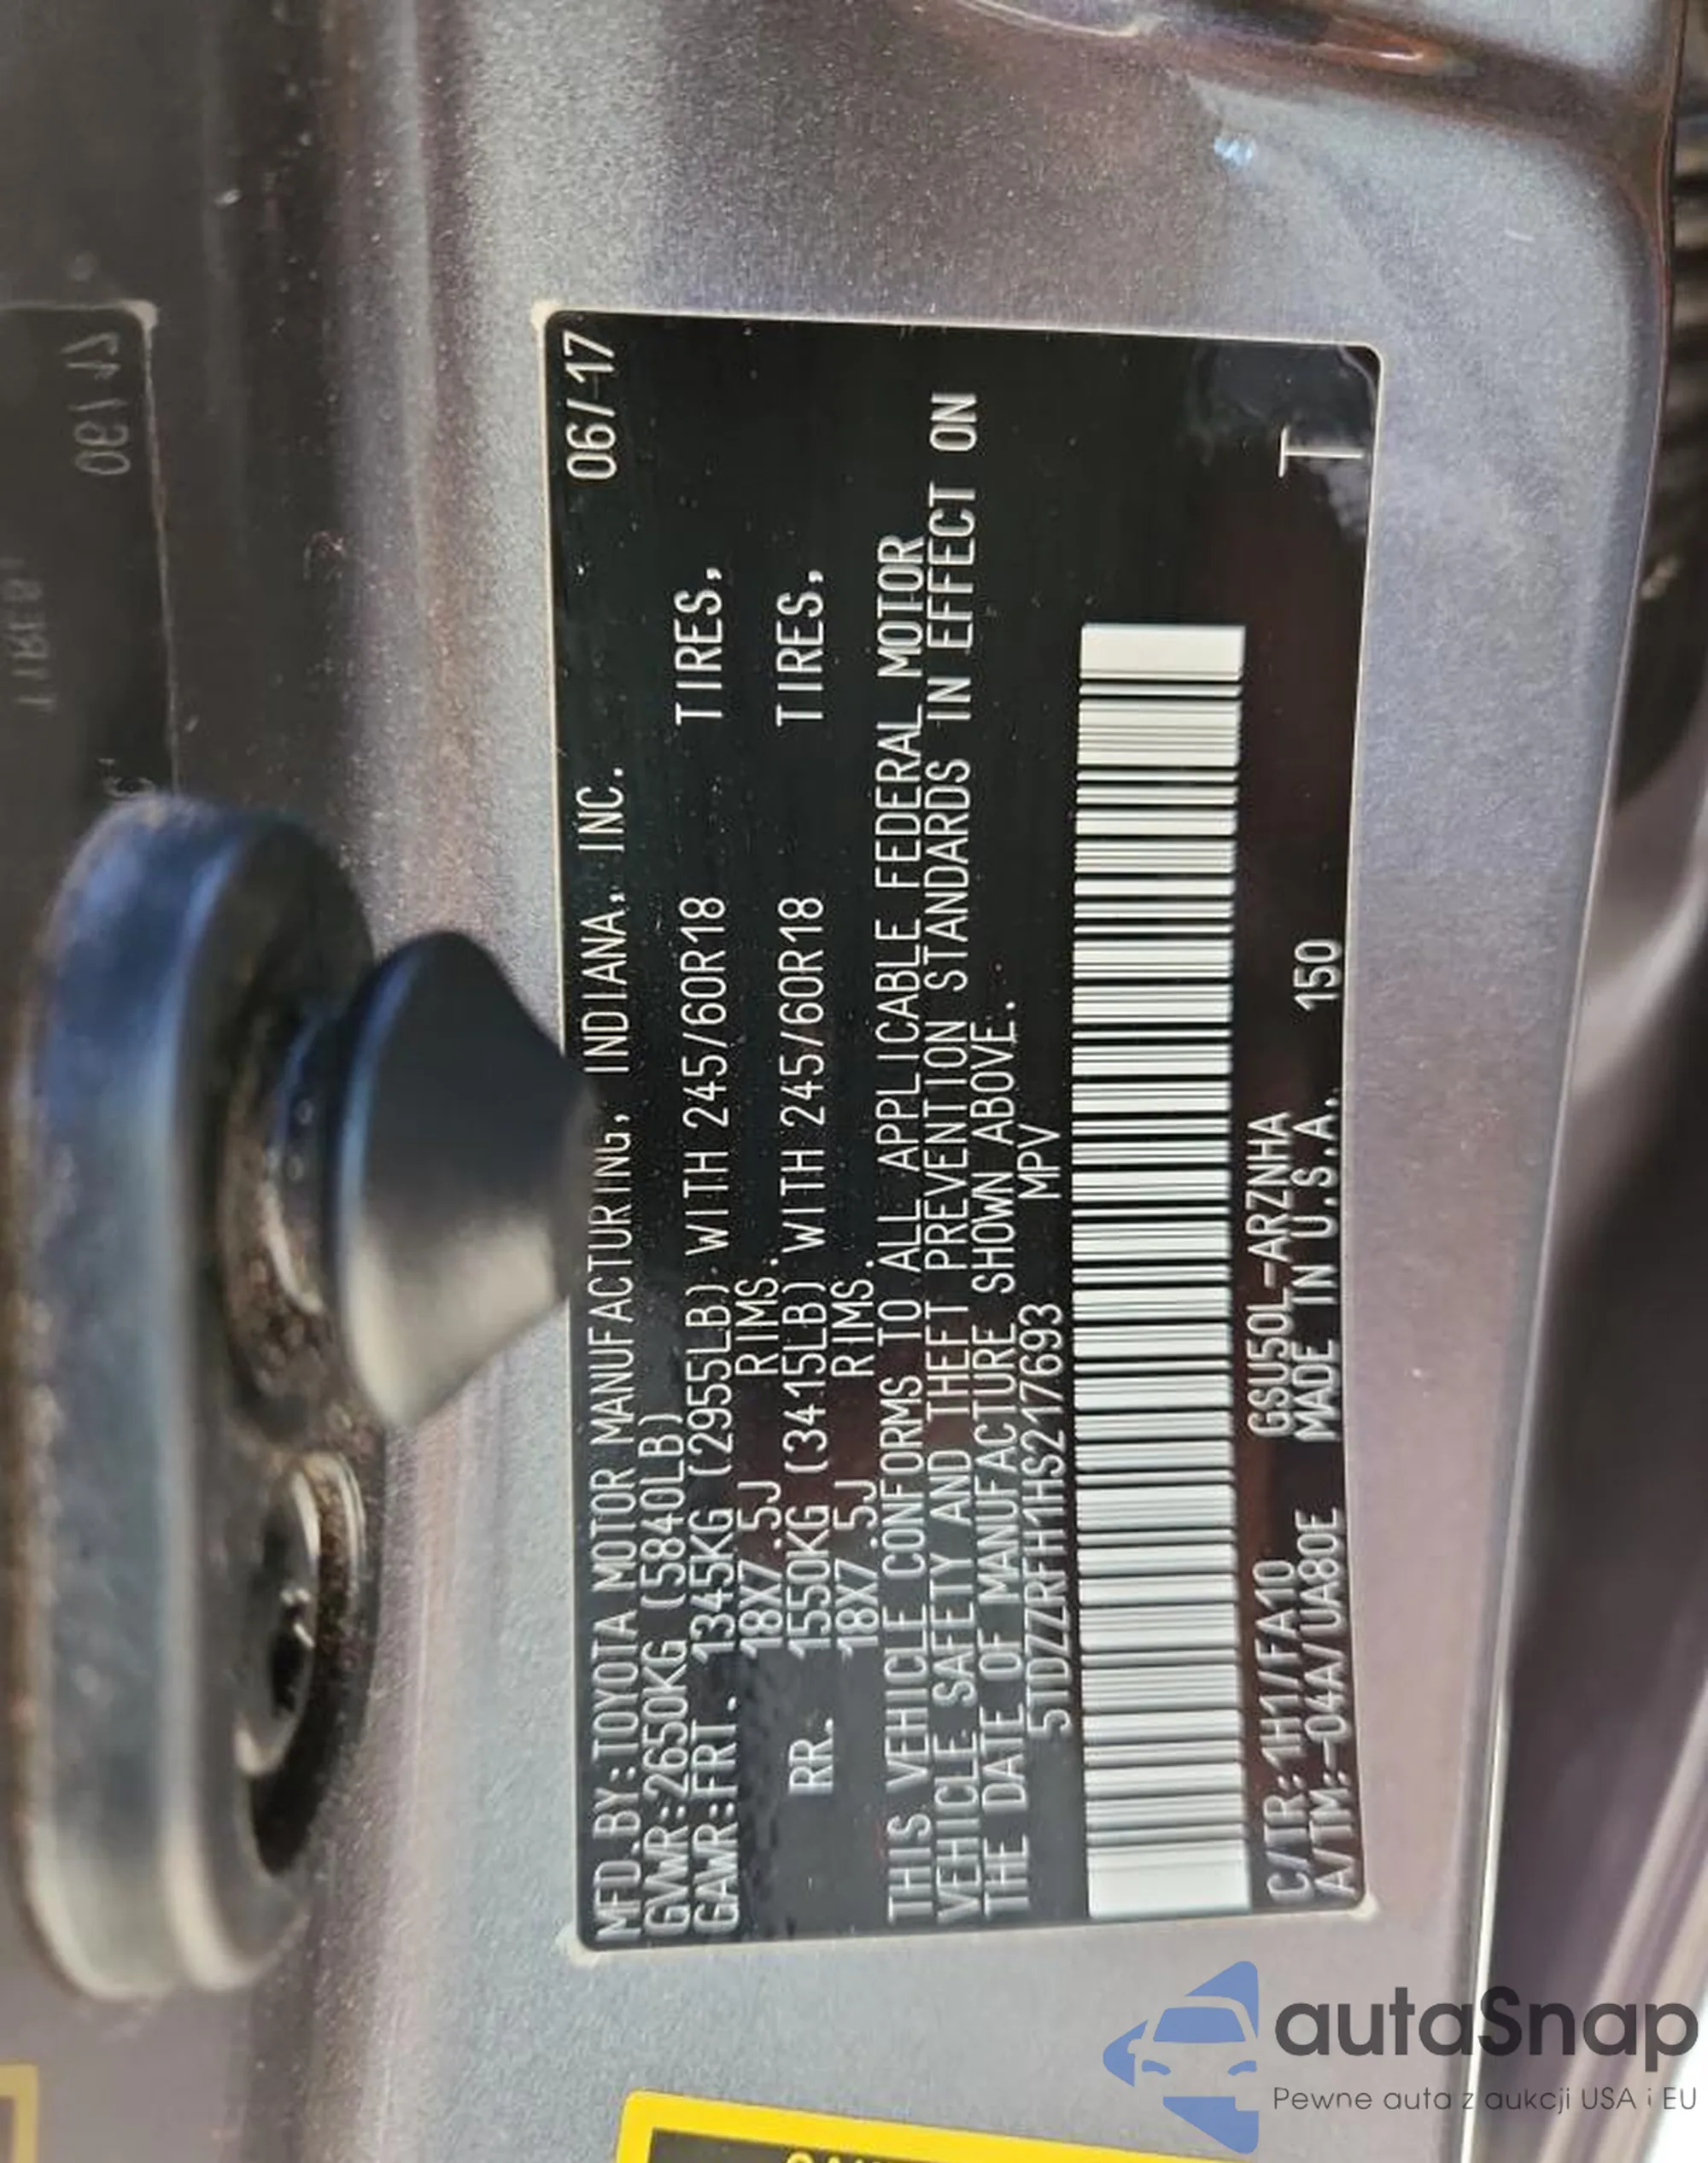 MFD.BY:TOYOTA MOTOR MANUFACTURING, INDIANA, INC. 06/17
GVWR:2650KG (5840LB)
GAWR:FRT. 1345KG (2955LB) WITH 245/60R18 TIRES,
18X7.5J RIMS.
RR. 1550KG (3415LB) WITH 245/60R18 TIRES,
18X7.5J RIMS.
THIS VEHICLE CONFORMS TO ALL APPLICABLE FEDERAL MOTOR
VEHICLE SAFETY AND THEFT PREVENTION STANDARDS IN EFFECT ON
THE DATE OF MANUFACTURE SHOWN ABOVE.
5TDZZRFH1HS217693 MPV
C/TR:1H1/FA10 GSU50L-ARZNHA
A/TM:-04A/UA80E MADE IN U.S.A. 150 T
06/17
TIRES,
autaSnap
Pewne auta z aukcji USA i EU